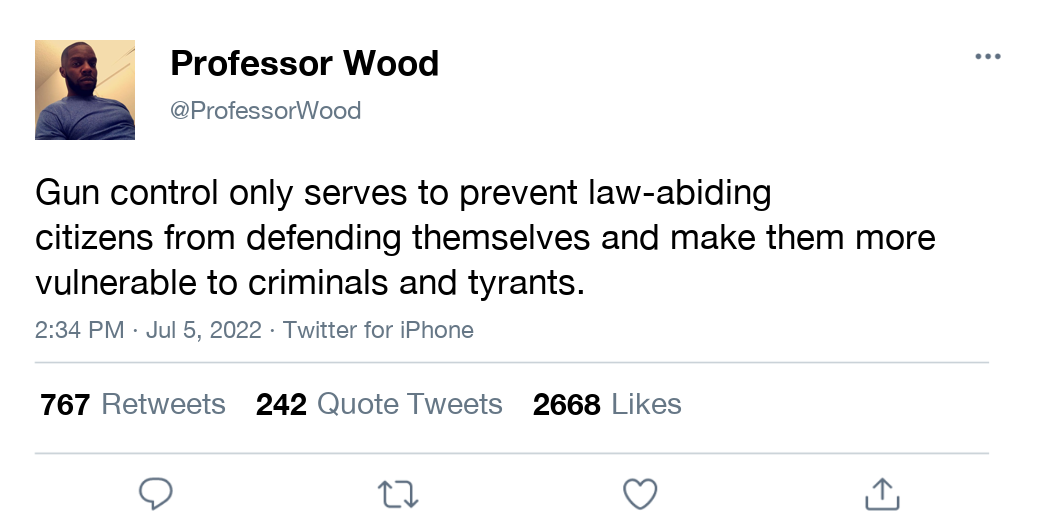 Professor Wood
@ProfessorWood
Gun control only serves to prevent law-abiding
citizens from defending themselves and make them more
vulnerable to criminals and tyrants.
2:34 PM · Jul 5, 2022 · Twitter for iPhone
767 Retweets 242 Quote Tweets 2668 Likes